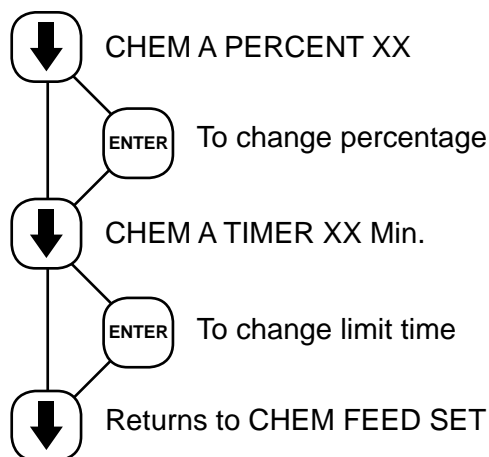 CHEM A PERCENT XX
ENTER To change percentage
CHEM A TIMER XX Min.
ENTER To change limit time
Returns to CHEM FEED SET